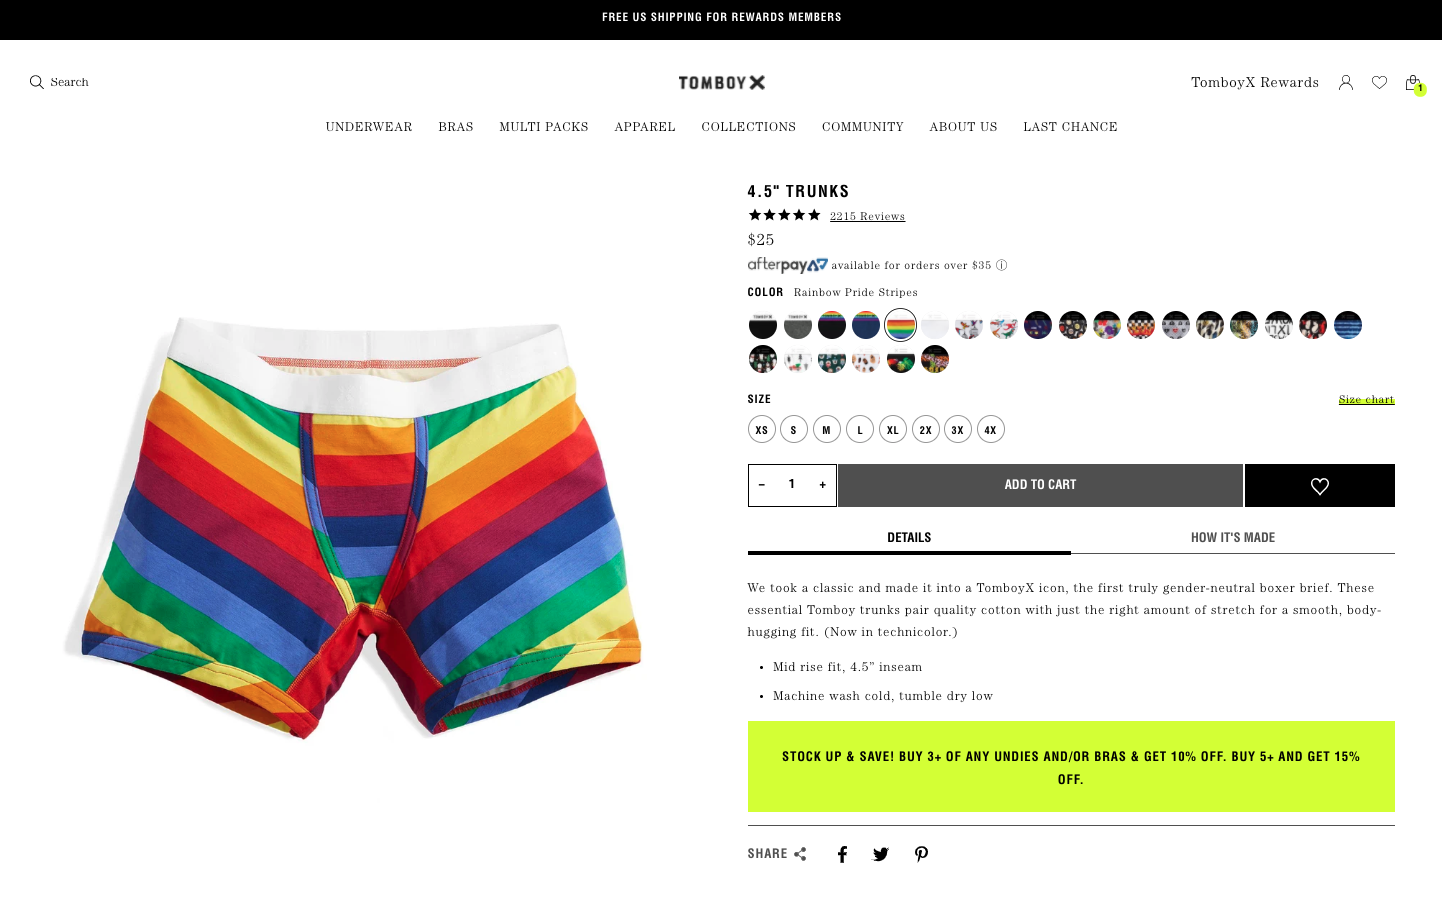 FREE US SHIPPING FOR REWARDS MEMBERS
Search
TOMBOYX
TomboyX Rewards
1
UNDERWEAR BRAS MULTI PACKS APPAREL COLLECTIONS COMMUNITY ABOUT US LAST CHANCE
4.5" TRUNKS
2215 Reviews
$25
afterpay available for orders over $35 ⓘ
COLOR Rainbow Pride Stripes
SIZE
Size chart
XS S M L XL 2X 3X 4X
− 1 +
ADD TO CART
DETAILS
HOW IT'S MADE
We took a classic and made it into a TomboyX icon, the first truly gender-neutral boxer brief. These
essential Tomboy trunks pair quality cotton with just the right amount of stretch for a smooth, body-
hugging fit. (Now in technicolor.)
• Mid rise fit, 4.5” inseam
• Machine wash cold, tumble dry low
STOCK UP & SAVE! BUY 3+ OF ANY UNDIES AND/OR BRAS & GET 10% OFF. BUY 5+ AND GET 15%
OFF.
SHARE